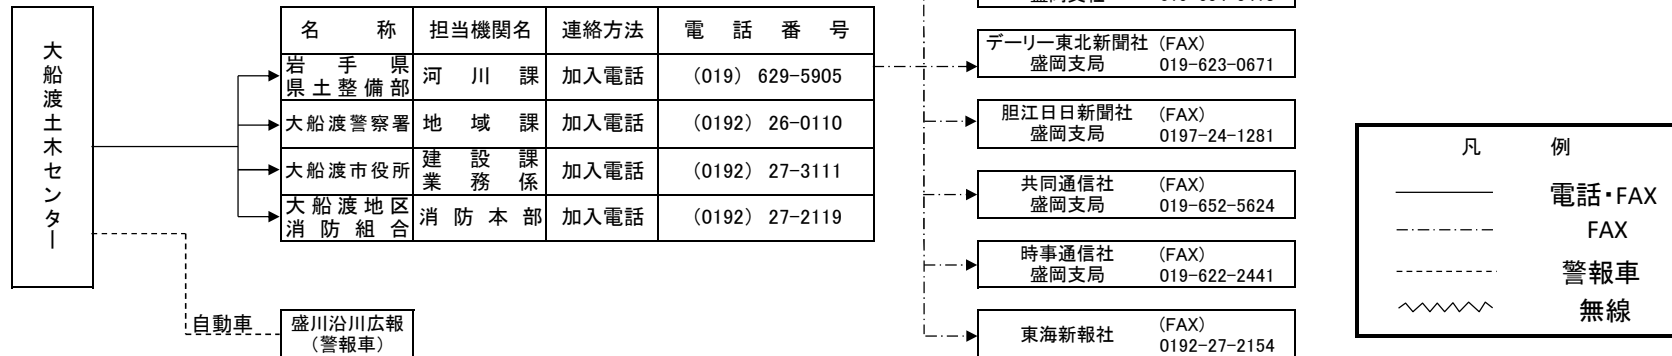 大船渡土木センター
名 称 担当機関名 連絡方法 電 話 番 号
岩 手 県
県土整備部 河 川 課 加入電話 (019) 629-5905
大船渡警察署 地 域 課 加入電話 (0192) 26-0110
大船渡市役所 建 設 課
業 務 係 加入電話 (0192) 27-3111
大船渡地区
消 防 組 合 消 防 本 部 加入電話 (0192) 27-2119
自動車
盛川沿川広報
(警報車)
デーリー東北新聞社 (FAX)
盛岡支局 019-623-0671
胆江日日新聞社 (FAX)
盛岡支局 0197-24-1281
共同通信社 (FAX)
盛岡支局 019-652-5624
時事通信社 (FAX)
盛岡支局 019-622-2441
東海新報社 (FAX)
0192-27-2154
凡 例
電話・FAX
FAX
警報車
無線